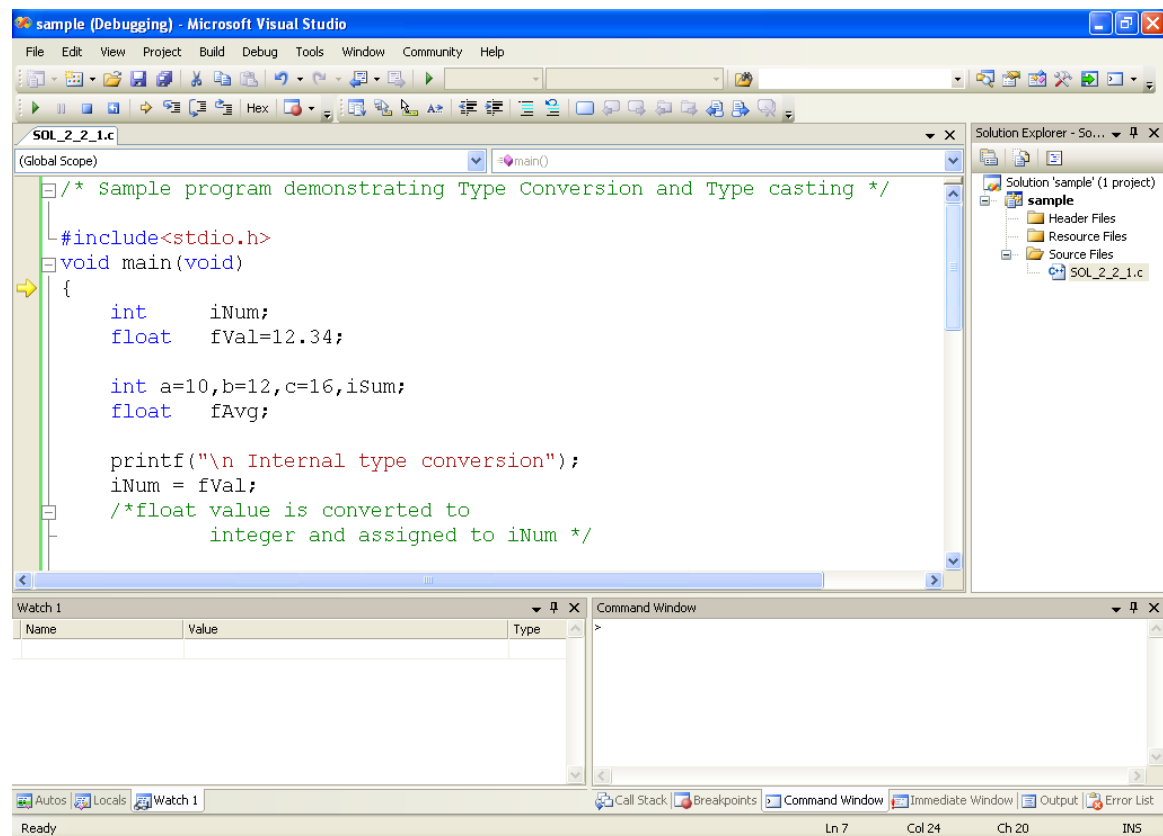 sample (Debugging) - Microsoft Visual Studio
File Edit View Project Build Debug Tools Window Community Help
Hex
SOL_2_2_1.c
(Global Scope)
main()
/* Sample program demonstrating Type Conversion and Type casting */
#include<stdio.h>
void main(void)
{
int iNum;
float fVal=12.34;
int a=10,b=12,c=16,iSum;
float fAvg;
printf("\n Internal type conversion");
iNum = fVal;
/*float value is converted to
integer and assigned to iNum */
Solution Explorer - So...
Solution 'sample' (1 project)
sample
Header Files
Resource Files
Source Files
SOL_2_2_1.c
Watch 1
Name Value Type
Command Window
>
Autos Locals Watch 1
Call Stack Breakpoints Command Window Immediate Window Output Error List
Ready Ln 7 Col 24 Ch 20 INS